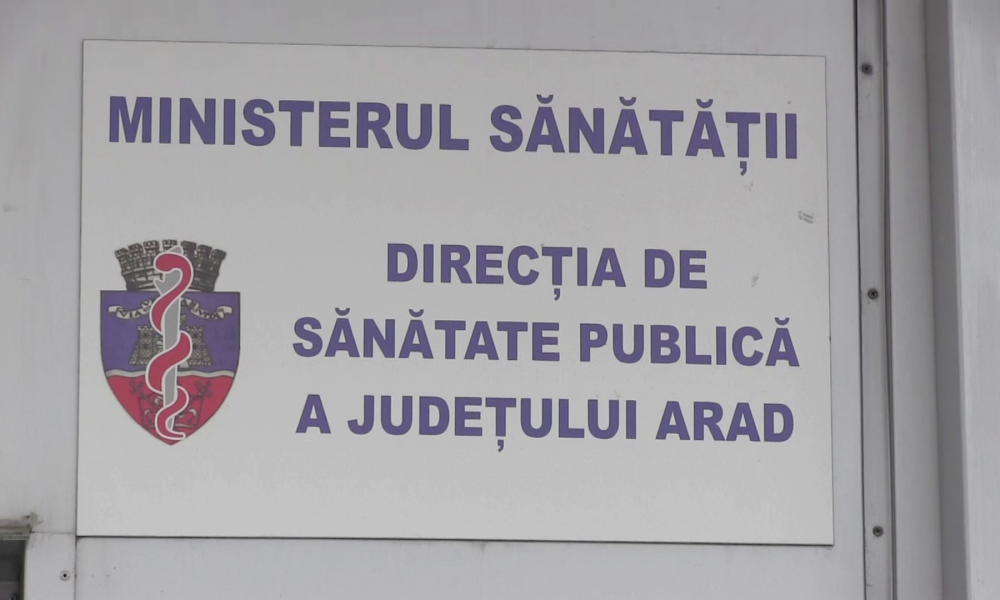 MINISTERUL SĂNĂTĂȚII
DIRECȚIA DE
SĂNĂTATE PUBLICĂ
A JUDEȚULUI ARAD